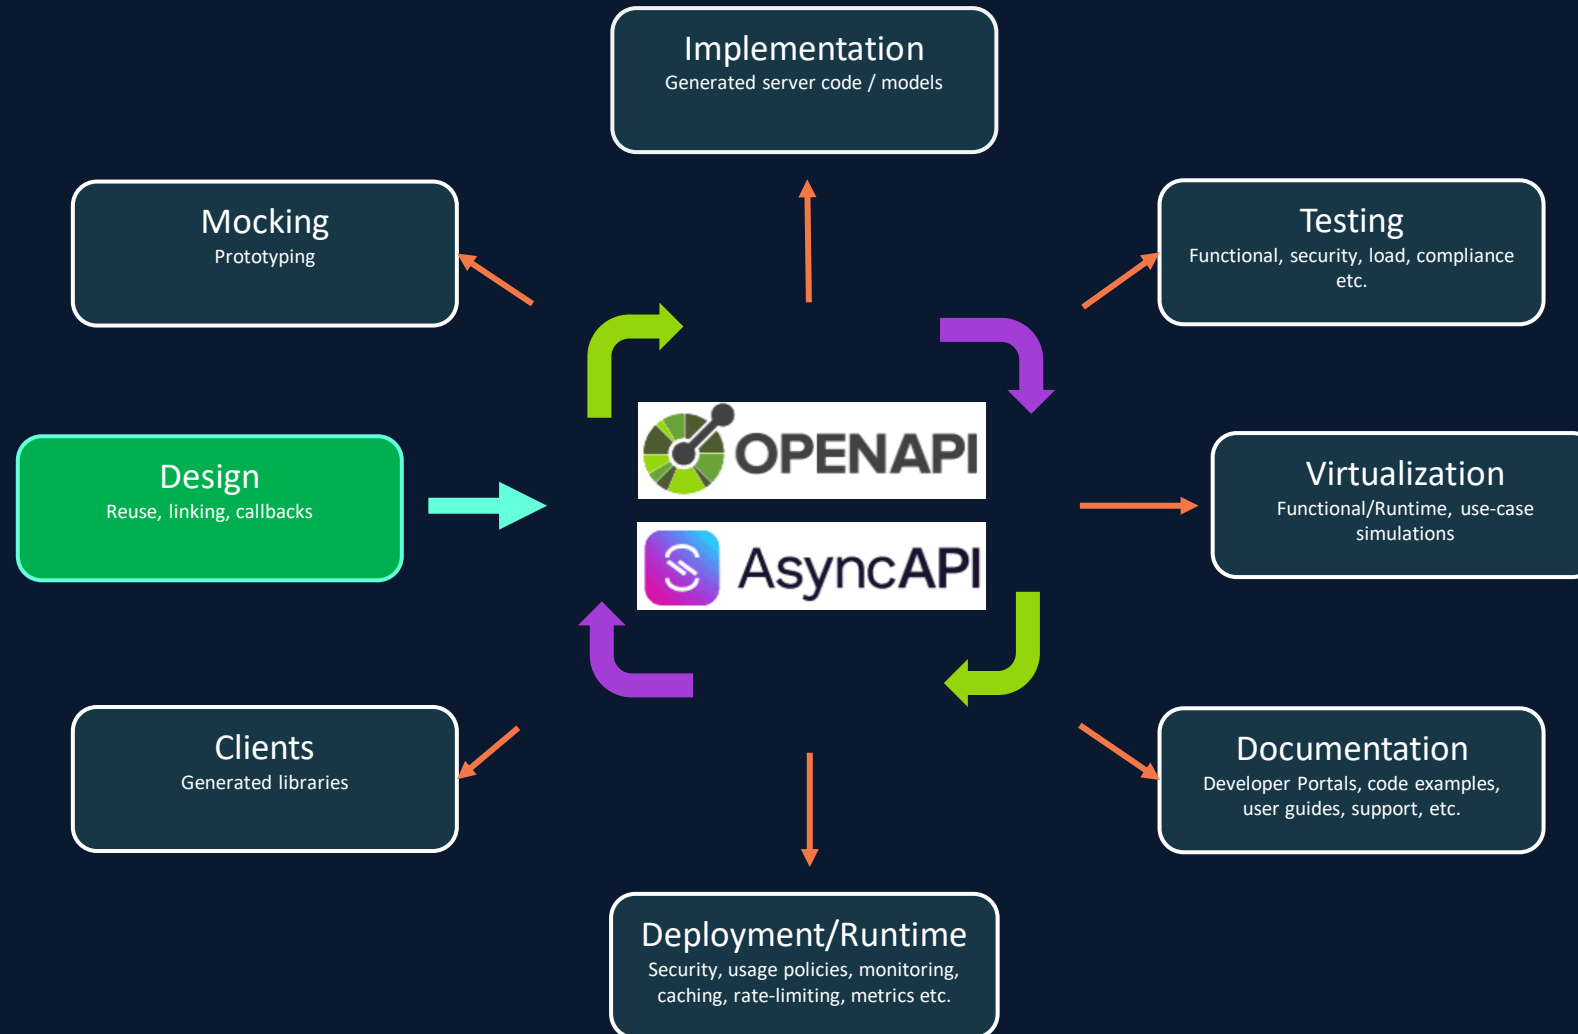 Implementation
Generated server code / models
Mocking
Prototyping
Testing
Functional, security, load, compliance
etc.
Design
Reuse, linking, callbacks
OPENAPI
AsyncAPI
Virtualization
Functional/Runtime, use-case
simulations
Clients
Generated libraries
Documentation
Developer Portals, code examples,
user guides, support, etc.
Deployment/Runtime
Security, usage policies, monitoring,
caching, rate-limiting, metrics etc.